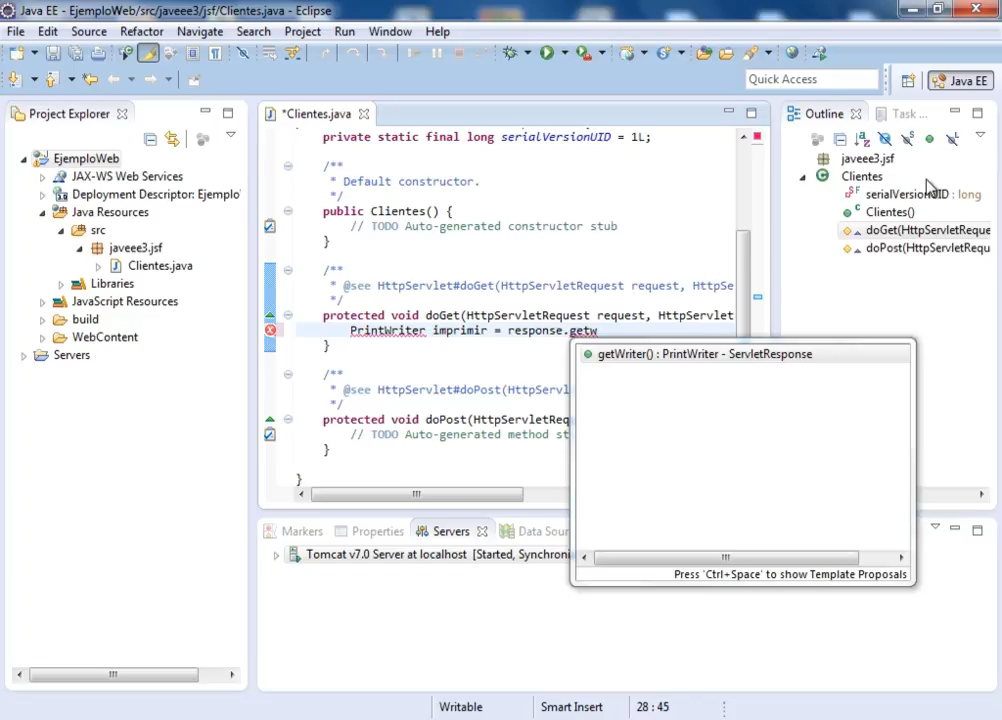 Java EE - EjemploWeb/src/javeee3/jsf/Clientes.java - Eclipse
File Edit Source Refactor Navigate Search Project Run Window Help
Quick Access
Java EE
Project Explorer
EjemploWeb
JAX-WS Web Services
Deployment Descriptor: Ejemplo
Java Resources
src
javeee3.jsf
Clientes.java
Libraries
JavaScript Resources
build
WebContent
Servers
*Clientes.java
private static final long serialVersionUID = 1L;
/**
* Default constructor.
*/
public Clientes() {
// TODO Auto-generated constructor stub
}
/**
* @see HttpServlet#doGet(HttpServletRequest request, HttpSe
*/
protected void doGet(HttpServletRequest request, HttpServlet
PrintWriter imprimir = response.getw
}
/**
* @see HttpServlet#doPost(HttpServl
*/
protected void doPost(HttpServletReq
// TODO Auto-generated method st
}
}
getWriter() : PrintWriter - ServletResponse
Press 'Ctrl+Space' to show Template Proposals
Outline
Task ...
javeee3.jsf
Clientes
serialVersionUID : long
Clientes()
doGet(HttpServletReque
doPost(HttpServletRequ
Markers
Properties
Servers
Data Sour
Tomcat v7.0 Server at localhost [Started, Synchroni
Writable
Smart Insert
28 : 45